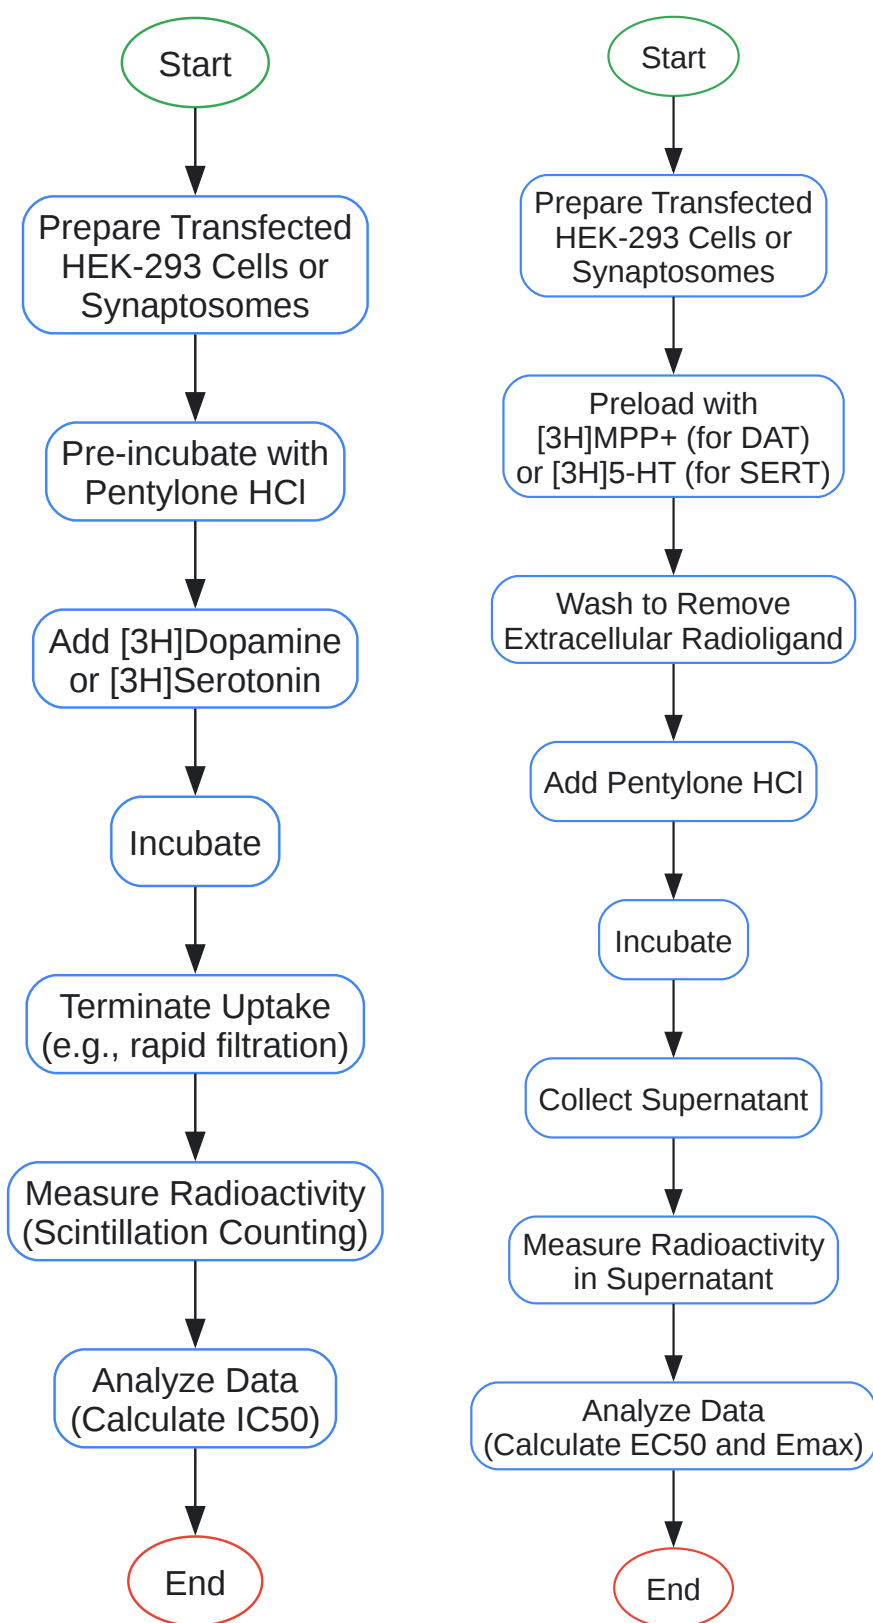 Start
Prepare Transfected
HEK-293 Cells or
Synaptosomes
Pre-incubate with
Pentylone HCl
Add [3H]Dopamine
or [3H]Serotonin
Incubate
Terminate Uptake
(e.g., rapid filtration)
Measure Radioactivity
(Scintillation Counting)
Analyze Data
(Calculate IC50)
End
Start
Prepare Transfected
HEK-293 Cells or
Synaptosomes
Preload with
[3H]MPP+ (for DAT)
or [3H]5-HT (for SERT)
Wash to Remove
Extracellular Radioligand
Add Pentylone HCl
Incubate
Collect Supernatant
Measure Radioactivity
in Supernatant
Analyze Data
(Calculate EC50 and Emax)
End